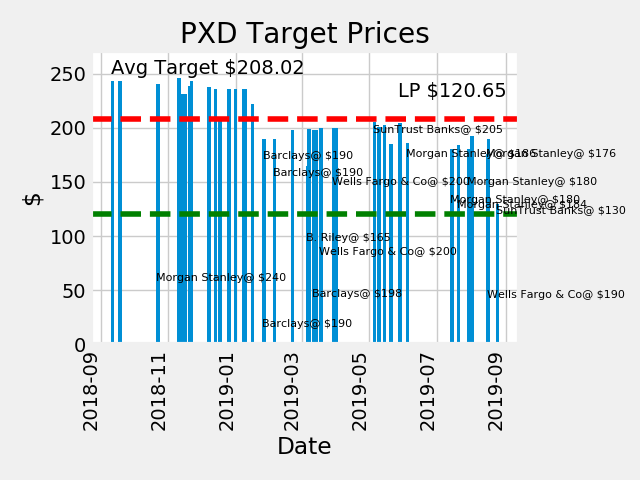 PXD Target Prices
Avg Target $208.02
LP $120.65
250
200
150
100
50
0
$
SunTrust Banks@ $205
Barclays@ $190
Morgan Stanley@ $186
Morgan Stanley@ $176
Barclays@ $190
Wells Fargo & Co@ $200
Morgan Stanley@ $180
Morgan Stanley@ $180
Morgan Stanley@ $184
SunTrust Banks@ $130
B. Riley@ $165
Wells Fargo & Co@ $200
Morgan Stanley@ $240
Barclays@ $198
Wells Fargo & Co@ $190
Barclays@ $190
2018-09
2018-11
2019-01
2019-03
2019-05
2019-07
2019-09
Date